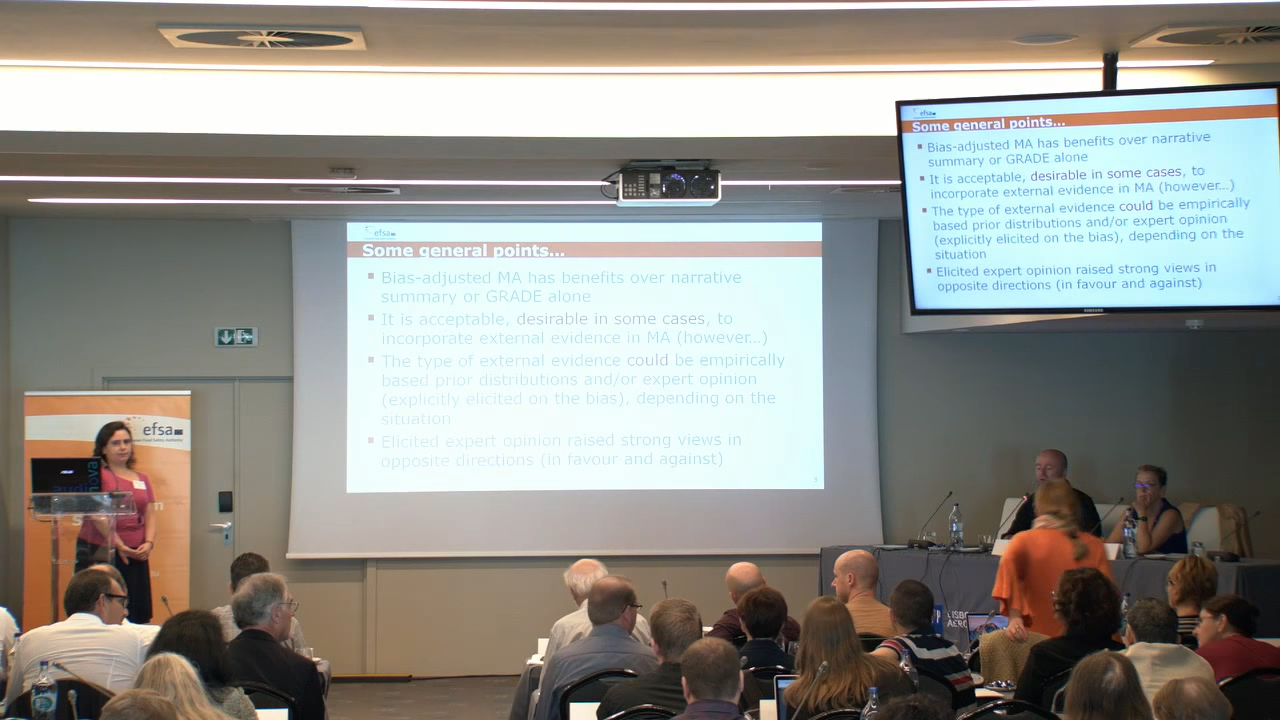 efsa
Some general points...
Bias-adjusted MA has benefits over narrative
summary or GRADE alone
It is acceptable, desirable in some cases, to
incorporate external evidence in MA (however...)
The type of external evidence could be empirically
based prior distributions and/or expert opinion
(explicitly elicited on the bias), depending on the
situation
Elicited expert opinion raised strong views in
opposite directions (in favour and against)
3
efsa
Some general points...
Bias-adjusted MA has benefits over narrative
summary or GRADE alone
It is acceptable, desirable in some cases, to
incorporate external evidence in MA (however...)
The type of external evidence could be empirically
based prior distributions and/or expert opinion
(explicitly elicited on the bias), depending on the
situation
Elicited expert opinion raised strong views in
opposite directions (in favour and against)
SAMSUNG
efsa
Food Safety Authority